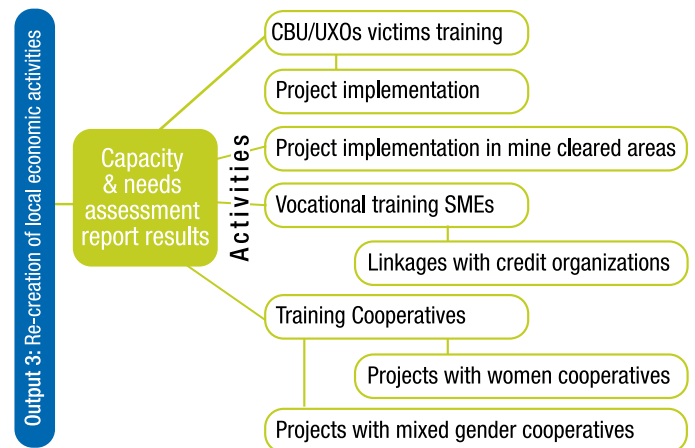 Output 3: Re-creation of local economic activities
Capacity
& needs
assessment
report results
Activities
CBU/UXOs victims training
Project implementation
Project implementation in mine cleared areas
Vocational training SMEs
Linkages with credit organizations
Training Cooperatives
Projects with women cooperatives
Projects with mixed gender cooperatives